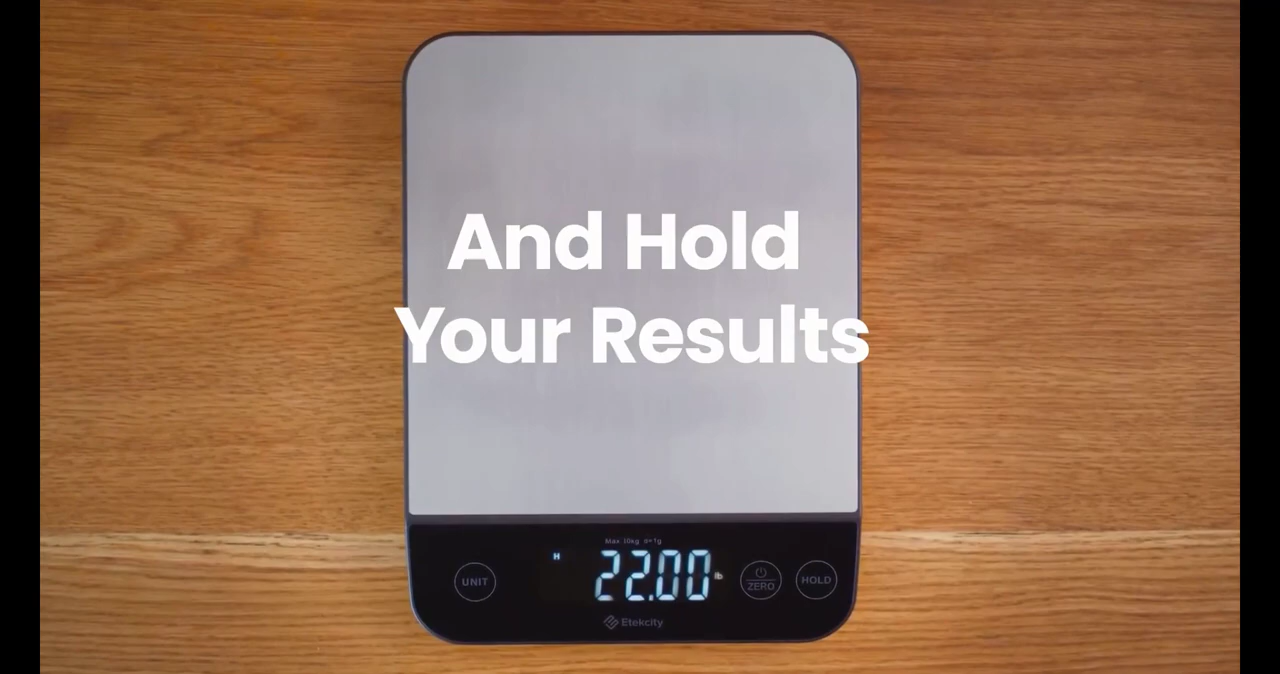 And Hold
Your Results
Max 10kg d=1g
H
22.00 lb
UNIT
ZERO
HOLD
Etekcity